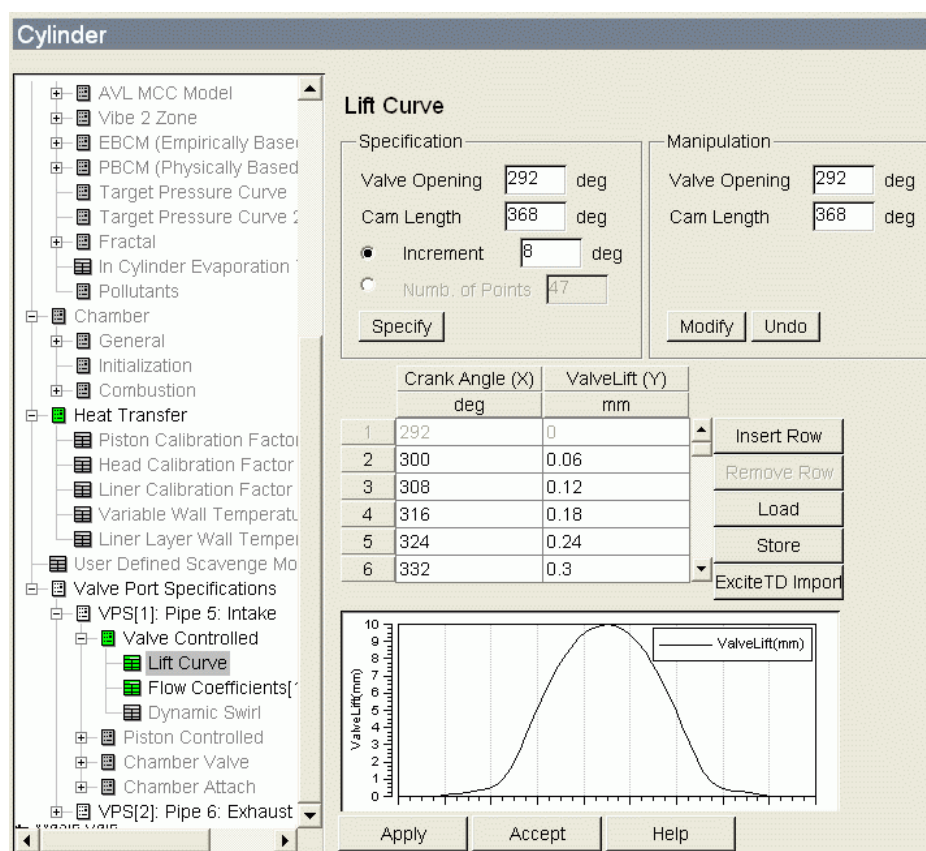 Cylinder
AVL MCC Model
Vibe 2 Zone
EBCM (Empirically Base
PBCM (Physically Based
Target Pressure Curve
Target Pressure Curve 2
Fractal
In Cylinder Evaporation
Pollutants
Chamber
General
Initialization
Combustion
Heat Transfer
Piston Calibration Factor
Head Calibration Factor
Liner Calibration Factor
Variable Wall Temperatu
Liner Layer Wall Temper
User Defined Scavenge Mo
Valve Port Specifications
VPS[1]: Pipe 5: Intake
Valve Controlled
Lift Curve
Flow Coefficients[1
Dynamic Swirl
Piston Controlled
Chamber Valve
Chamber Attach
VPS[2]: Pipe 6: Exhaust
Lift Curve
Specification
Valve Opening 292 deg
Cam Length 368 deg
Increment 8 deg
Numb. of Points 47
Specify
Manipulation
Valve Opening 292 deg
Cam Length 368 deg
Modify Undo
Crank Angle (X) ValveLift (Y)
deg mm
1 292 0
2 300 0.06
3 308 0.12
4 316 0.18
5 324 0.24
6 332 0.3
Insert Row
Remove Row
Load
Store
ExciteTD Import
ValveLift(mm)
10
9
8
7
6
5
4
3
2
1
0
ValveLift(mm)
Apply Accept Help